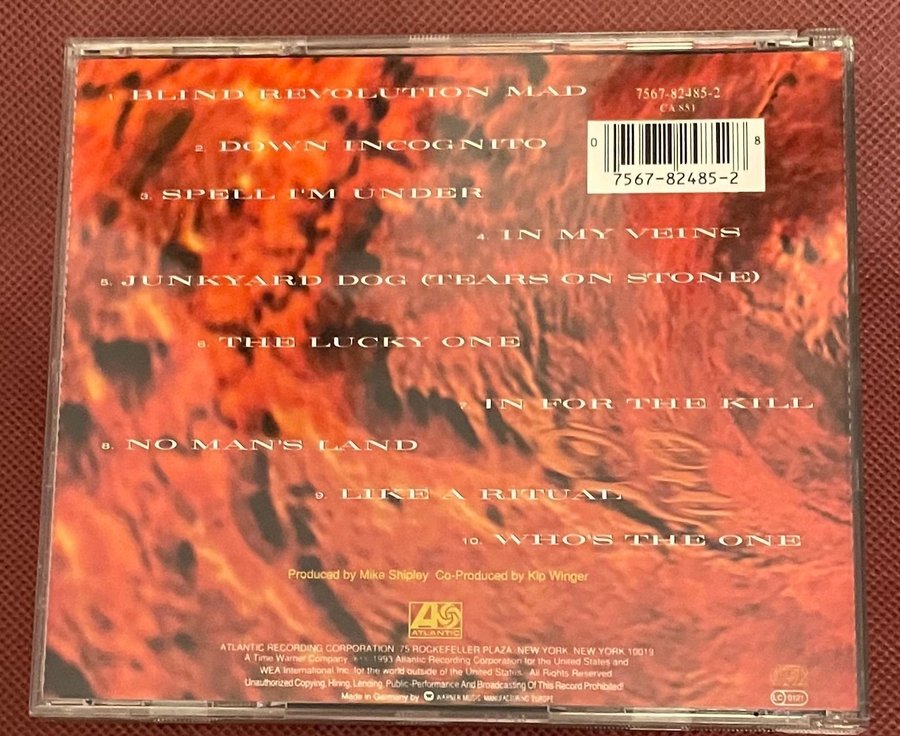 1. BLIND REVOLUTION MAD
7567-82485-2
CA 851
2. DOWN INCOGNITO
0 7567-82485-2 8
3. SPELL I'M UNDER
4. IN MY VEINS
5. JUNKYARD DOG (TEARS ON STONE)
6. THE LUCKY ONE
7. IN FOR THE KILL
8. NO MAN'S LAND
9. LIKE A RITUAL
10. WHO'S THE ONE
Produced by Mike Shipley Co-Produced by Kip Winger
ATLANTIC
ATLANTIC RECORDING CORPORATION 75 ROCKEFELLER PLAZA, NEW YORK, NEW YORK 10019
A Time Warner Company 1993 Atlantic Recording Corporation for the United States and
WEA International Inc. for the world outside of the United States.
Unauthorized Copying, Hiring, Lending, Public-Performance And Broadcasting Of This Record Prohibited!
Made in Germany by WARNER MUSIC MANUFACTURING EUROPE
LC 0121